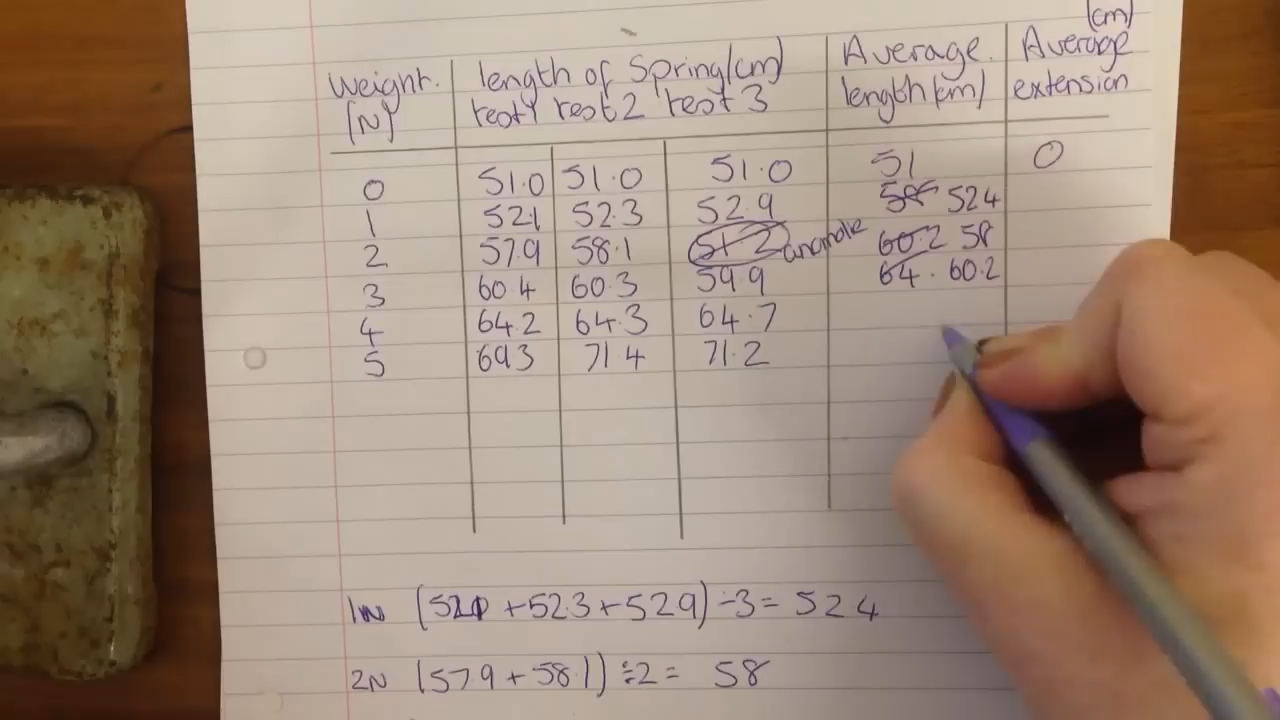 (cm)
Weight. length of Spring(cm) Average Average
(N) test1 test 2 test 3 length(cm) extension
0 51.0 51.0 51.0 51 0
1 52.1 52.3 52.9 52.4
2 57.9 58.1 51.2 anomolie 60.2 58
3 60.4 60.3 59.9 64. 60.2
4 64.2 64.3 64.7
5 69.3 71.4 71.2
1N (52.1 + 52.3 + 52.9) ÷3 = 52.4
2N (57.9 + 58.1) ÷2 = 58